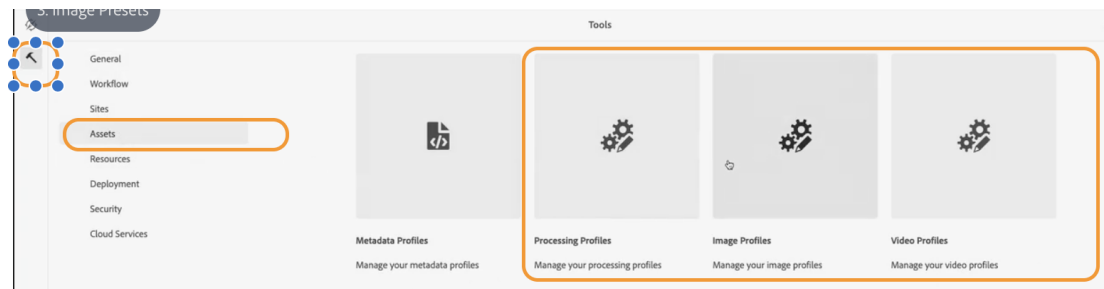 3. Image Presets
Tools
General
Workflow
Sites
Assets
Resources
Deployment
Security
Cloud Services
Metadata Profiles
Manage your metadata profiles
Processing Profiles
Manage your processing profiles
Image Profiles
Manage your image profiles
Video Profiles
Manage your video profiles